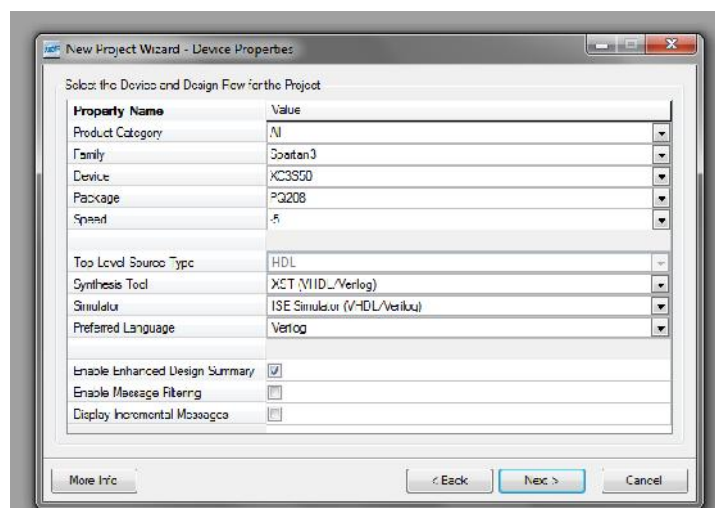 New Project Wizard - Device Properties
Select the Device and Design Flow for the Project
Property Name Value
Product Category All
Family Spartan3
Device XC3S50
Package PQ208
Speed -5
Top-Level Source Type HDL
Synthesis Tool XST (VHDL/Verilog)
Simulator ISE Simulator (VHDL/Verilog)
Preferred Language Verilog
Enable Enhanced Design Summary
Enable Message Filtering
Display Incremental Messages
More Info < Back Next > Cancel